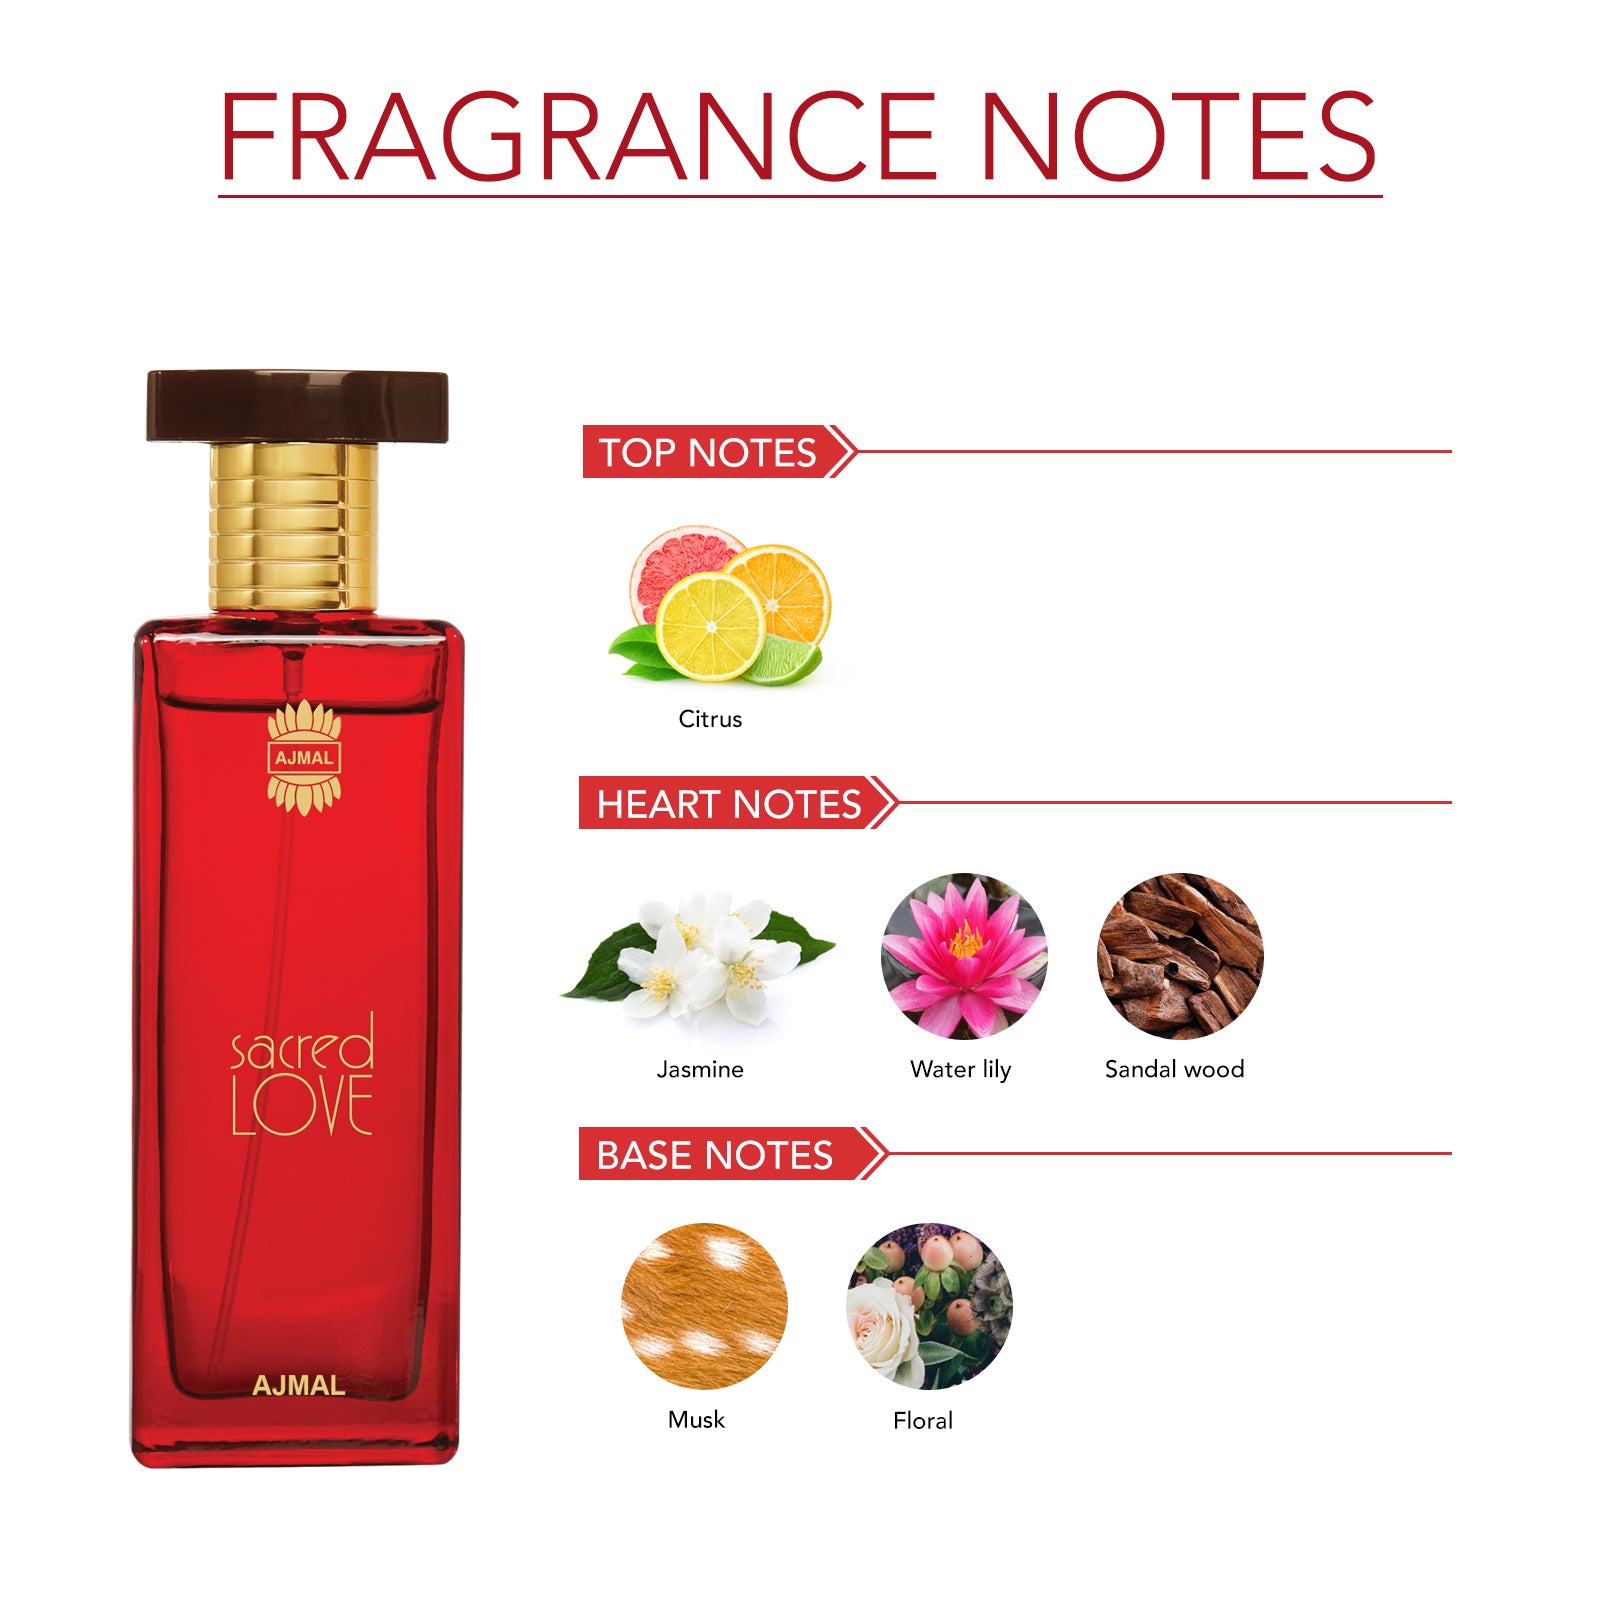 FRAGRANCE NOTES
AJMAL
sacred
LOVE
AJMAL
TOP NOTES
Citrus
HEART NOTES
Jasmine
Water lily
Sandal wood
BASE NOTES
Musk
Floral